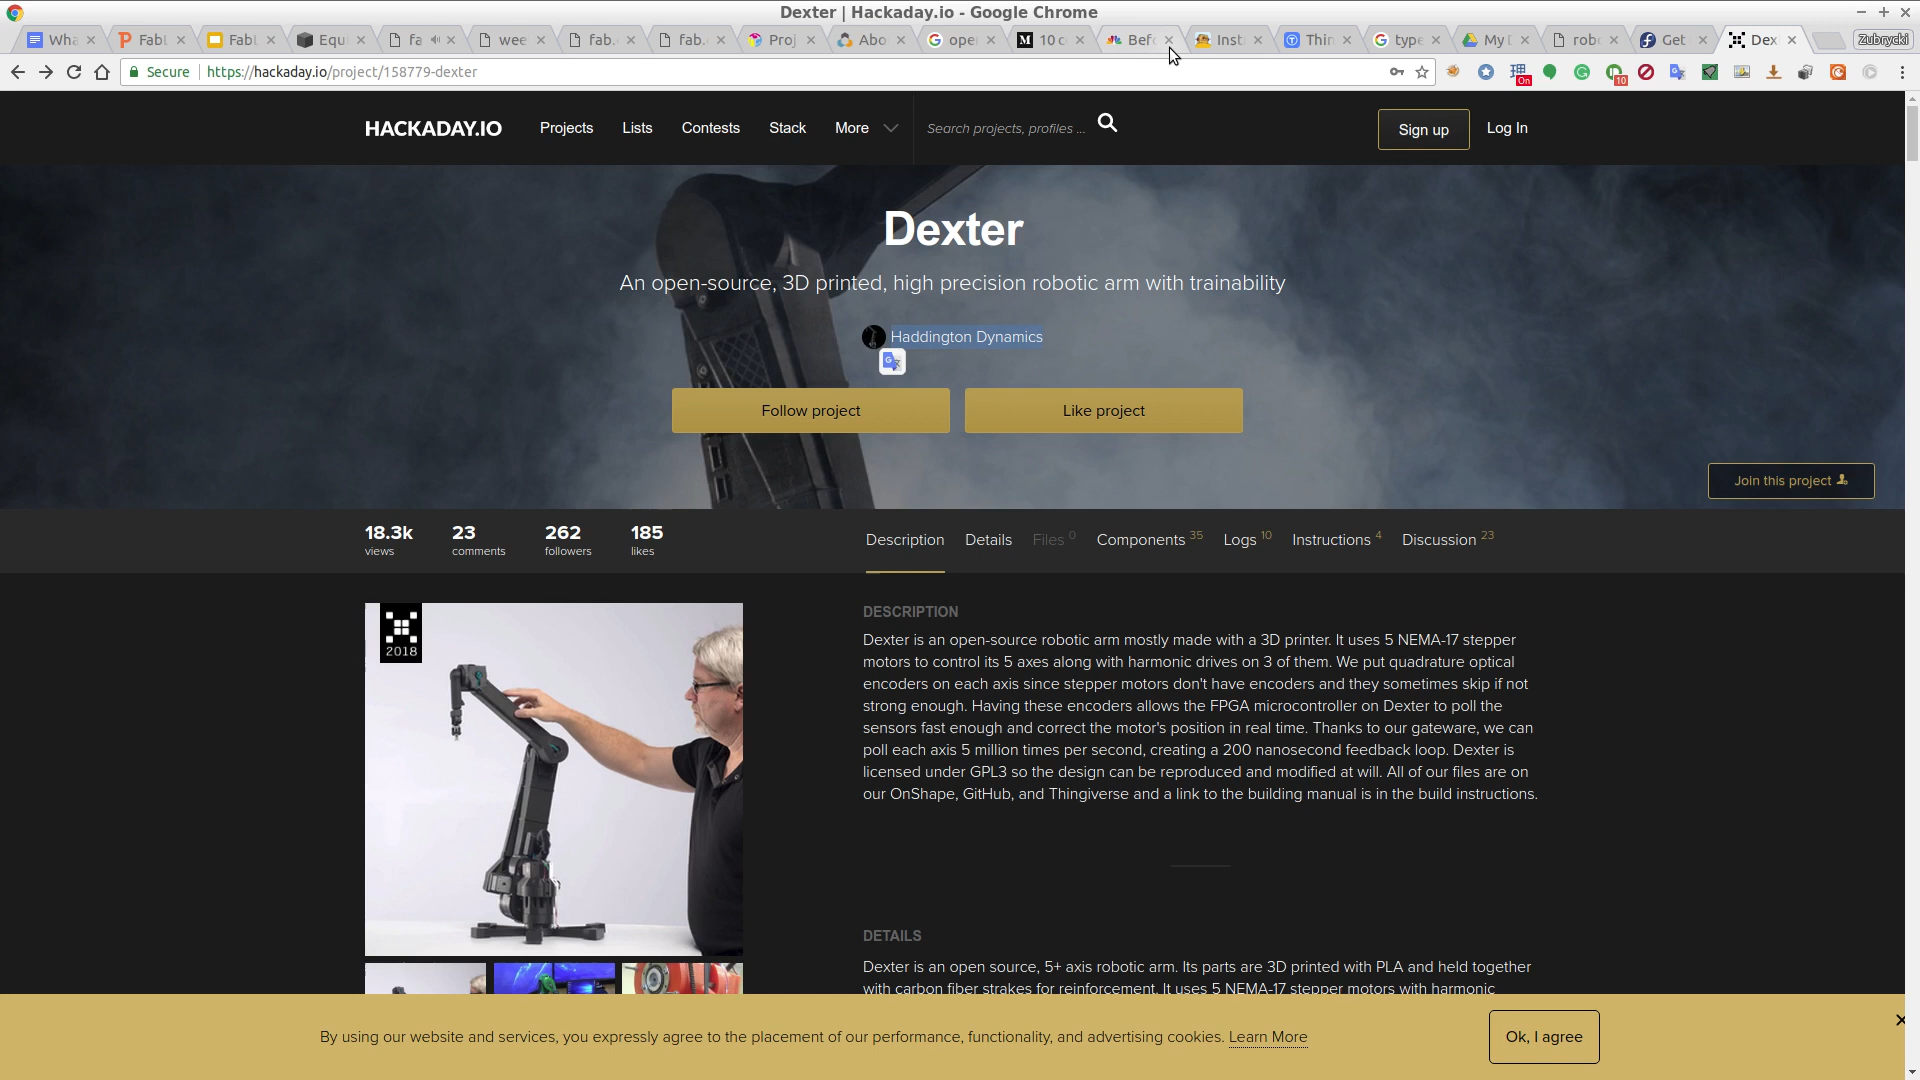 Dexter | Hackaday.io - Google Chrome
Wha
FabL
FabL
Equi
fa
wee
fab.
fab.
Proj
Abo
oper
10 c
Befo
Inst
Thin
type
My D
robo
Get
Dex
Zubrycki
Secure
https://hackaday.io/project/158779-dexter
On
10
HACKADAY.IO
Projects
Lists
Contests
Stack
More
Search projects, profiles ...
Sign up
Log In
Dexter
An open-source, 3D printed, high precision robotic arm with trainability
Haddington Dynamics
Follow project
Like project
Join this project
18.3k
views
23
comments
262
followers
185
likes
Description
Details
Files 0
Components 35
Logs 10
Instructions 4
Discussion 23
2018
DESCRIPTION
Dexter is an open-source robotic arm mostly made with a 3D printer. It uses 5 NEMA-17 stepper
motors to control its 5 axes along with harmonic drives on 3 of them. We put quadrature optical
encoders on each axis since stepper motors don't have encoders and they sometimes skip if not
strong enough. Having these encoders allows the FPGA microcontroller on Dexter to poll the
sensors fast enough and correct the motor's position in real time. Thanks to our gateware, we can
poll each axis 5 million times per second, creating a 200 nanosecond feedback loop. Dexter is
licensed under GPL3 so the design can be reproduced and modified at will. All of our files are on
our OnShape, GitHub, and Thingiverse and a link to the building manual is in the build instructions.
DETAILS
Dexter is an open source, 5+ axis robotic arm. Its parts are 3D printed with PLA and held together
with carbon fiber strakes for reinforcement. It uses 5 NEMA-17 stepper motors with harmonic
By using our website and services, you expressly agree to the placement of our performance, functionality, and advertising cookies. Learn More
Ok, I agree